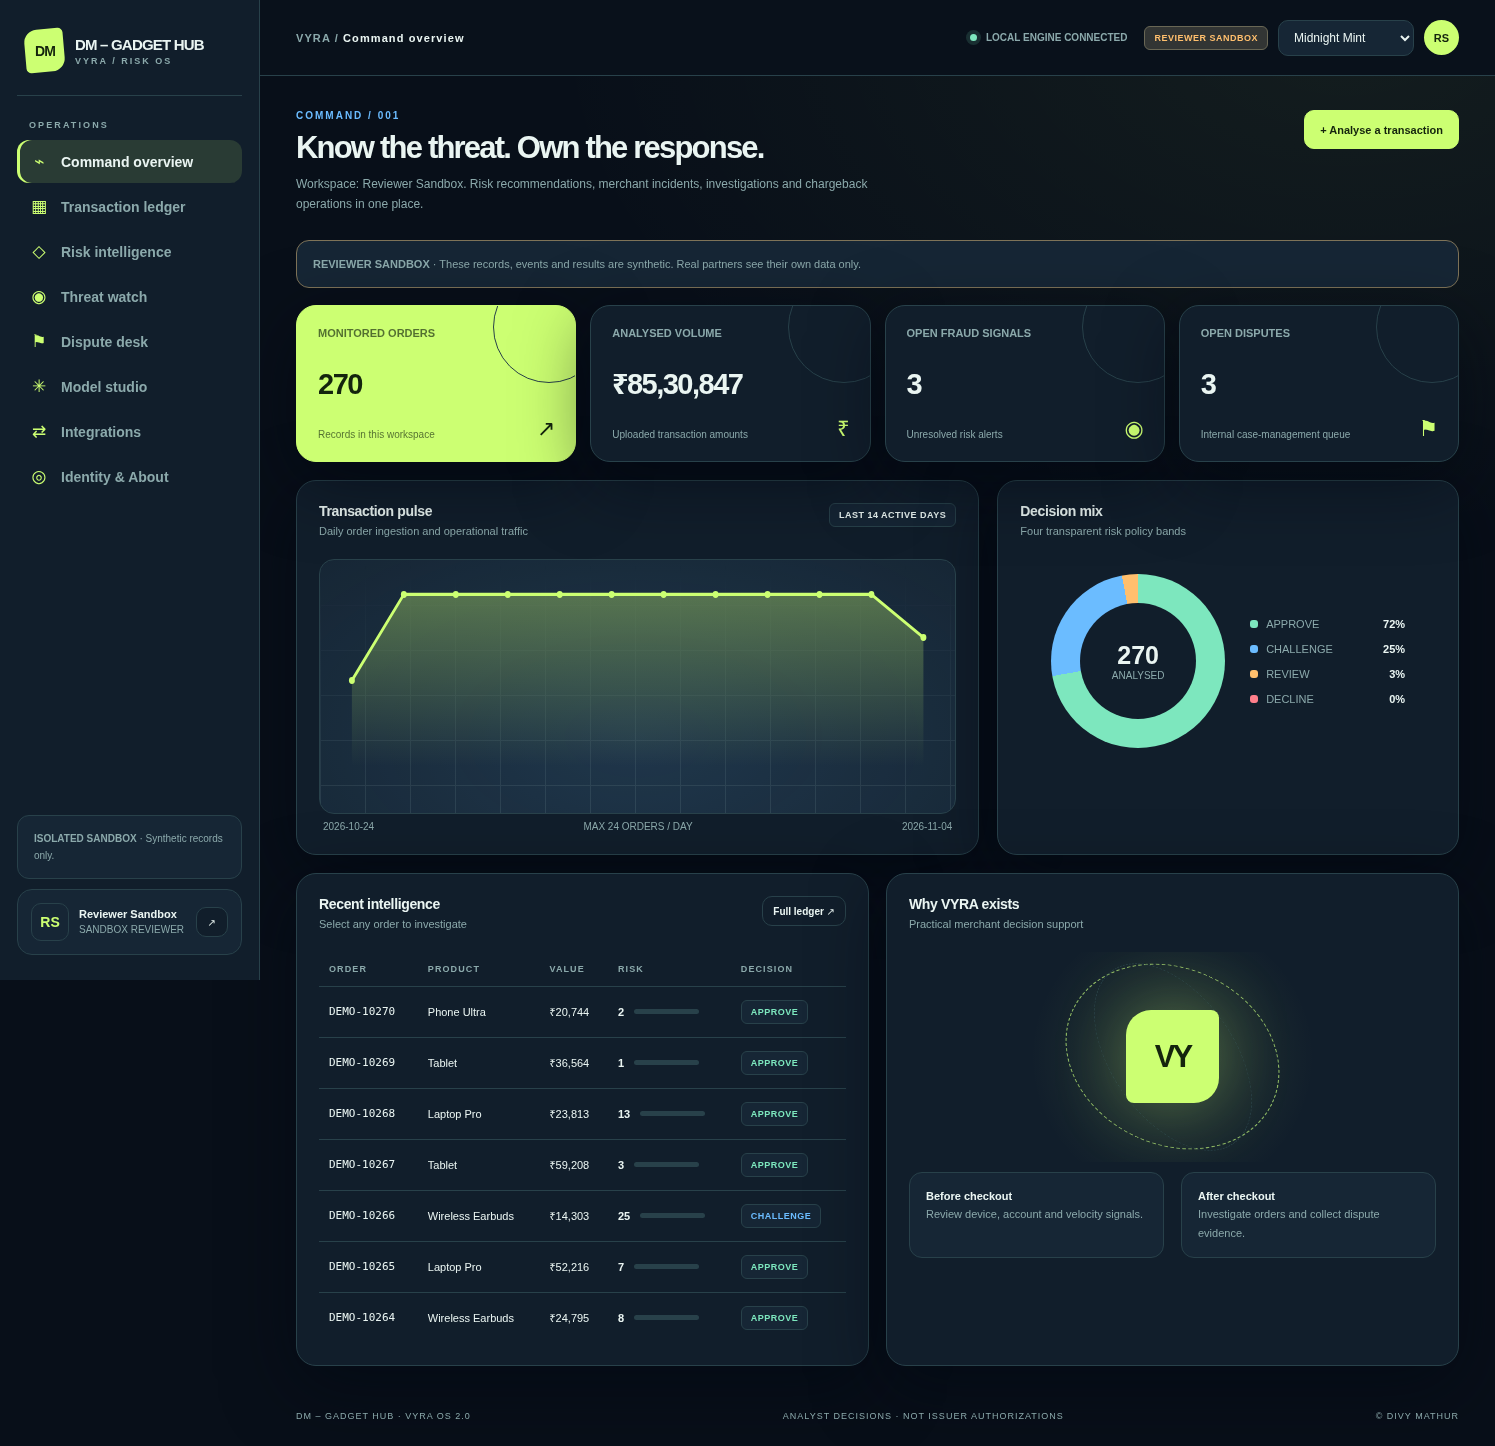 DM
DM – GADGET HUB
VYRA / RISK OS
OPERATIONS
Command overview
Transaction ledger
Risk intelligence
Threat watch
Dispute desk
Model studio
Integrations
Identity & About
ISOLATED SANDBOX · Synthetic records
only.
RS
Reviewer Sandbox
SANDBOX REVIEWER
↗
VYRA / Command overview
LOCAL ENGINE CONNECTED
REVIEWER SANDBOX
Midnight Mint
RS
COMMAND / 001
Know the threat. Own the response.
Workspace: Reviewer Sandbox. Risk recommendations, merchant incidents, investigations and chargeback
operations in one place.
+ Analyse a transaction
REVIEWER SANDBOX · These records, events and results are synthetic. Real partners see their own data only.
MONITORED ORDERS
270
Records in this workspace
↗
ANALYSED VOLUME
₹85,30,847
Uploaded transaction amounts
₹
OPEN FRAUD SIGNALS
3
Unresolved risk alerts
OPEN DISPUTES
3
Internal case-management queue
Transaction pulse
Daily order ingestion and operational traffic
LAST 14 ACTIVE DAYS
2026-10-24
MAX 24 ORDERS / DAY
2026-11-04
Decision mix
Four transparent risk policy bands
270
ANALYSED
APPROVE 72%
CHALLENGE 25%
REVIEW 3%
DECLINE 0%
Recent intelligence
Select any order to investigate
Full ledger ↗
ORDER PRODUCT VALUE RISK DECISION
DEMO-10270 Phone Ultra ₹20,744 2 APPROVE
DEMO-10269 Tablet ₹36,564 1 APPROVE
DEMO-10268 Laptop Pro ₹23,813 13 APPROVE
DEMO-10267 Tablet ₹59,208 3 APPROVE
DEMO-10266 Wireless Earbuds ₹14,303 25 CHALLENGE
DEMO-10265 Laptop Pro ₹52,216 7 APPROVE
DEMO-10264 Wireless Earbuds ₹24,795 8 APPROVE
Why VYRA exists
Practical merchant decision support
VY
Before checkout
Review device, account and velocity signals.
After checkout
Investigate orders and collect dispute
evidence.
DM – GADGET HUB · VYRA OS 2.0
ANALYST DECISIONS · NOT ISSUER AUTHORIZATIONS
© DIVY MATHUR